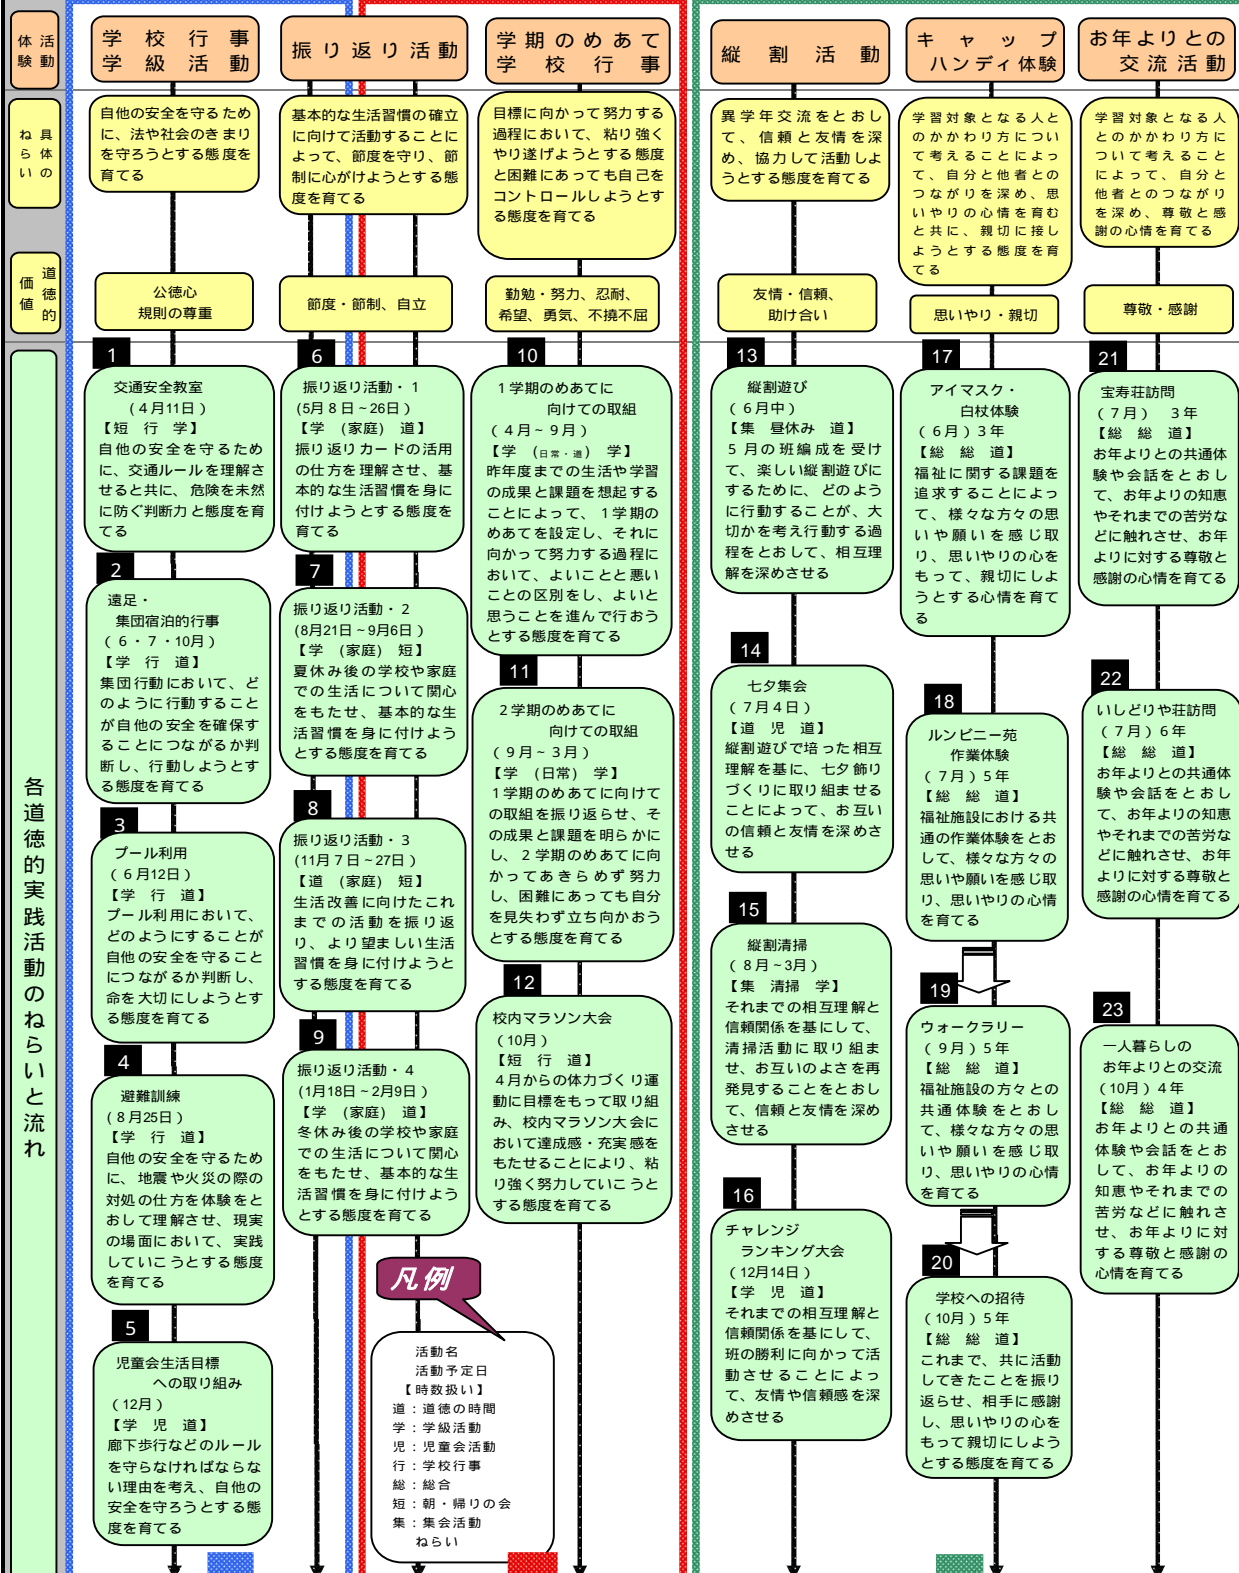 体験
活動
学校行事
学級活動
振り返り活動
学期のめあて
学校行事
縦割活動
キャップ
ハンディ体験
お年よりとの
交流活動
具体の
ねらい
自他の安全を守るため
に、法や社会のきまり
を守ろうとする態度を
育てる
基本的な生活習慣の確立
に向けて活動することに
よって、節度を守り、節
制に心がけようとする態
度を育てる
目標に向かって努力する
過程において、粘り強く
やり遂げようとする態度
と困難にあっても自己を
コントロールしようとす
る態度を育てる
異学年交流をとおし
て、信頼と友情を深
め、協力して活動しよ
うとする態度を育てる
学習対象となる人と
のかかわり方につい
て考えることによっ
て、自分と他者との
つながりを深め、思
いやりの心情を育む
と共に、親切に接し
ようとする態度を育
てる
学習対象となる人
とのかかわり方に
ついて考えること
によって、自分と
他者とのつながり
を深め、尊敬と感
謝の心情を育てる
道徳的
価値
公徳心
規則の尊重
節度・節制、自立
勤勉・努力、忍耐、
希望、勇気、不撓不屈
友情・信頼、
助け合い
思いやり・親切
尊敬・感謝
各道徳的実践活動のねらいと流れ
1
交通安全教室
(4月11日)
【短 行 学】
自他の安全を守るため
に、交通ルールを理解さ
せると共に、危険を未然
に防ぐ判断力と態度を育
てる
2
遠足・
集団宿泊的行事
(6・7・10月)
【学 行 道】
集団行動において、ど
のように行動すること
が自他の安全を確保す
ることにつながるか判
断し、行動しようとす
る態度を育てる
3
プール利用
(6月12日)
【学 行 道】
プール利用において、
どのようにすることが
自他の安全を守ること
につながるか判断し、
命を大切にしようとす
る態度を育てる
4
避難訓練
(8月25日)
【学 行 道】
自他の安全を守るため
に、地震や火災の際の
対処の仕方を体験をと
おして理解させ、現実
の場面において、実践
していこうとする態度
を育てる
5
児童会生活目標
への取り組み
(12月)
【学 児 道】
廊下歩行などのルール
を守らなければならな
い理由を考え、自他の
安全を守ろうとする態
度を育てる
6
振り返り活動・1
(5月8日~26日)
【学 (家庭) 道】
振り返りカードの活用
の仕方を理解させ、基
本的な生活習慣を身に
付けようとする態度を
育てる
7
振り返り活動・2
(8月21日~9月6日)
【学 (家庭) 短】
夏休み後の学校や家庭
での生活について関心
をもたせ、基本的な生
活習慣を身に付けよう
とする態度を育てる
8
振り返り活動・3
(11月7日~27日)
【道 (家庭) 短】
生活改善に向けたこれ
までの活動を振り返
り、より望ましい生活
習慣を身に付けようと
する態度を育てる
9
振り返り活動・4
(1月18日~2月9日)
【学 (家庭) 道】
冬休み後の学校や家庭
での生活について関心
をもたせ、基本的な生
活習慣を身に付けよう
とする態度を育てる
10
1学期のめあてに
向けての取組
(4月~9月)
【学 (日常・道) 学】
昨年度までの生活や学習
の成果と課題を想起する
ことによって、1学期の
めあてを設定し、それに
向かって努力する過程に
おいて、よいことと悪い
ことの区別をし、よいと
思うことを進んで行おう
とする態度を育てる
11
2学期のめあてに
向けての取組
(9月~3月)
【学 (日常) 学】
1学期のめあてに向けて
の取組を振り返らせ、そ
の成果と課題を明らかに
し、2学期のめあてに向
かってあきらめず努力
し、困難にあっても自分
を見失わず立ち向かおう
とする態度を育てる
12
校内マラソン大会
(10月)
【短 行 道】
4月からの体力づくり運
動に目標をもって取り組
み、校内マラソン大会に
おいて達成感・充実感を
もたせることにより、粘
り強く努力していこうと
する態度を育てる
凡例
活動名
活動予定日
【時数扱い】
道：道徳の時間
学：学級活動
児：児童会活動
行：学校行事
総：総合
短：朝・帰りの会
集：集会活動
ねらい
13
縦割遊び
(6月中)
【集 昼休み 道】
5月の班編成を受け
て、楽しい縦割遊びに
するために、どのよう
に行動することが、大
切かを考え行動する過
程をとおして、相互理
解を深めさせる
14
七夕集会
(7月4日)
【道 児 道】
縦割遊びで培った相互
理解を基に、七夕飾り
づくりに取り組ませる
ことによって、お互い
の信頼と友情を深めさ
せる
15
縦割清掃
(8月~3月)
【集 清掃 学】
それまでの相互理解と
信頼関係を基にして、
清掃活動に取り組ま
せ、お互いのよさを再
発見することをとおし
て、信頼と友情を深め
させる
16
チャレンジ
ランキング大会
(12月14日)
【学 児 道】
それまでの相互理解と
信頼関係を基にして、
班の勝利に向かって活
動させることによっ
て、友情や信頼感を深
めさせる
17
アイマスク・
白杖体験
(6月)3年
【総 総 道】
福祉に関する課題を
追求することによっ
て、様々な方々の思
いや願いを感じ取
り、思いやりの心を
もって、親切にしよ
うとする心情を育て
る
18
ルンビニー苑
作業体験
(7月)5年
【総 総 道】
福祉施設における共
通の作業体験をとお
して、様々な方々の
思いや願いを感じ取
り、思いやりの心情
を育てる
19
ウォークラリー
(9月)5年
【総 総 道】
福祉施設の方々との
共通体験をとおし
て、様々な方々の思
いや願いを感じ取
り、思いやりの心情
を育てる
20
学校への招待
(10月)5年
【総 総 道】
これまで、共に活動
してきたことを振り
返らせ、相手に感謝
し、思いやりの心を
もって親切にしよう
とする態度を育てる
21
宝寿荘訪問
(7月) 3年
【総 総 道】
お年よりとの共通体
験や会話をとおし
て、お年よりの知恵
やそれまでの苦労な
どに触れさせ、お年
よりに対する尊敬と
感謝の心情を育てる
22
いしどりや荘訪問
(7月)6年
【総 総 道】
お年よりとの共通体
験や会話をとおし
て、お年よりの知恵
やそれまでの苦労な
どに触れさせ、お年
よりに対する尊敬と
感謝の心情を育てる
23
一人暮らしの
お年よりとの交流
(10月)4年
【総 総 道】
お年よりとの共通
体験や会話をとお
して、お年よりの
知恵やそれまでの
苦労などに触れさ
せ、お年よりに対
する尊敬と感謝の
心情を育てる